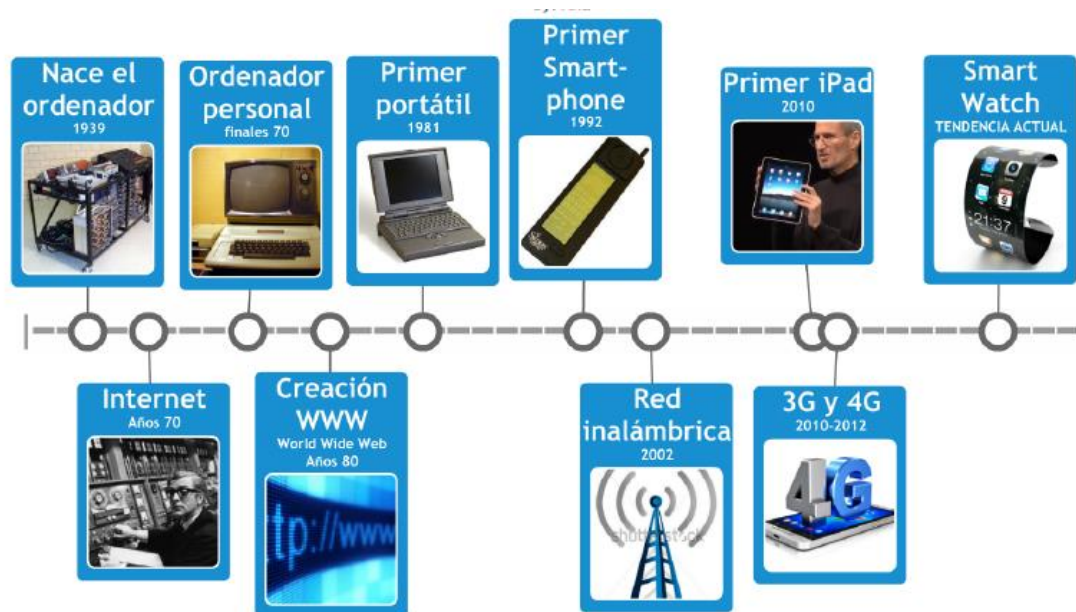 Nace el
ordenador
1939
Ordenador
personal
finales 70
Primer
portátil
1981
Primer
Smart-
phone
1992
Primer iPad
2010
Smart
Watch
TENDENCIA ACTUAL
9
21:37
Internet
Años 70
Creación
WWW
World Wide Web
Años 80
tp://www
Red
inalámbrica
2002
shutterstock
3G y 4G
2010-2012
4G